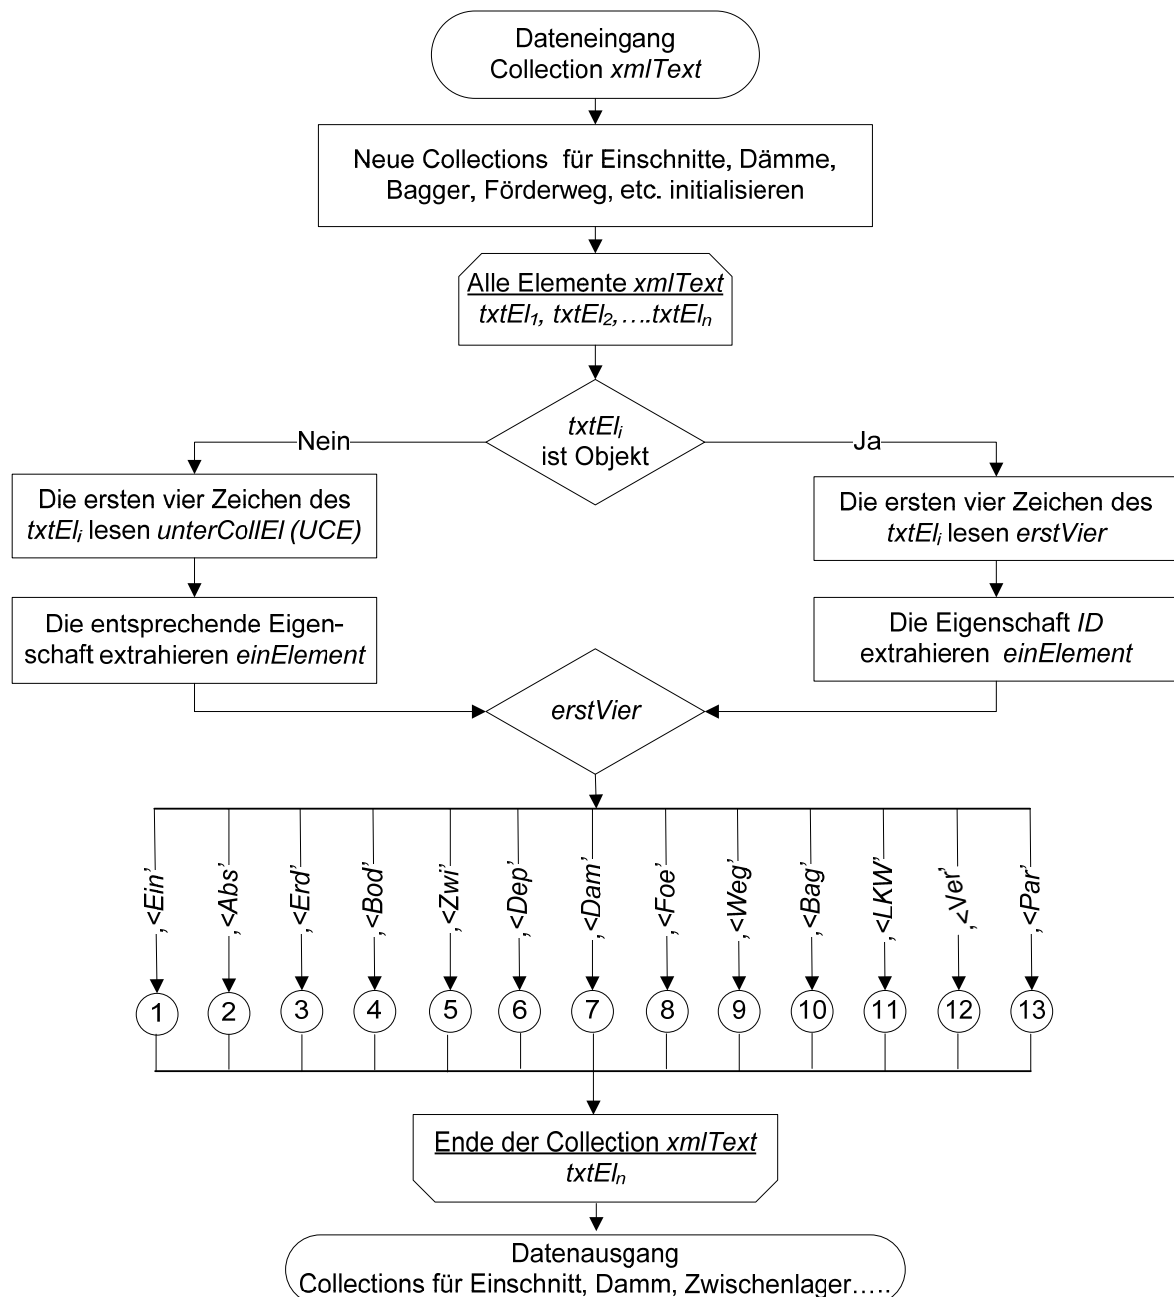 Dateneingang
Collection xmlText
Neue Collections für Einschnitte, Dämme,
Bagger, Förderweg, etc. initialisieren
Alle Elemente xmlText
txtEl₁, txtEl₂,….txtElₙ
txtElᵢ
ist Objekt
Nein
Ja
Die ersten vier Zeichen des
txtElᵢ lesen unterCollEl (UCE)
Die ersten vier Zeichen des
txtElᵢ lesen erstVier
Die entsprechende Eigen-
schaft extrahieren einElement
Die Eigenschaft ID
extrahieren einElement
erstVier
‚<Ein’
‚<Abs’
‚<Erd’
‚<Bod’
‚<Zwi’
‚<Dep’
‚<Dam’
‚<Foe’
‚<Weg’
‚<Bag’
‚<LKW’
‚<Ver’
‚<Par’
1
2
3
4
5
6
7
8
9
10
11
12
13
Ende der Collection xmlText
txtElₙ
Datenausgang
Collections für Einschnitt, Damm, Zwischenlager…..